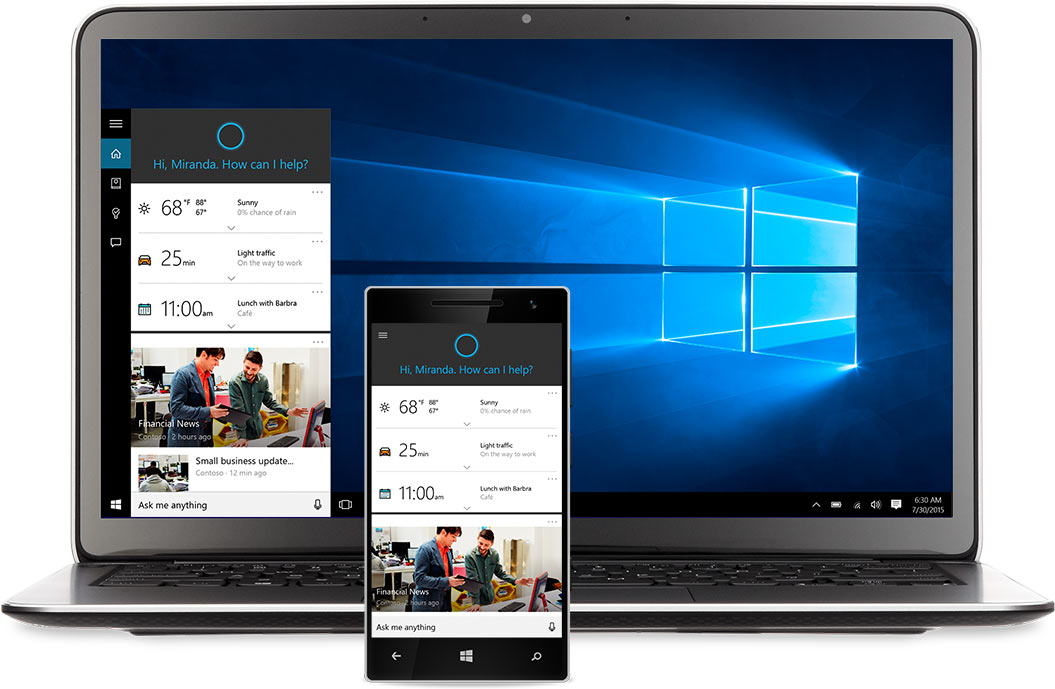 Hi, Miranda. How can I help?
68°F 88° 67°
Sunny
0% chance of rain
25min
Light traffic
On the way to work
11:00am
Lunch with Barbra
Café
Financial News
Contoso · 2 hours ago
Small business update...
Contoso · 12 min ago
Ask me anything
6:30 AM
7/30/2015
Hi, Miranda. How can I help?
68°F 88° 67°
Sunny
0% chance of rain
25min
Light traffic
On the way to work
11:00am
Lunch with Barbra
Café
Financial News
Contoso · 2 hours ago
Ask me anything